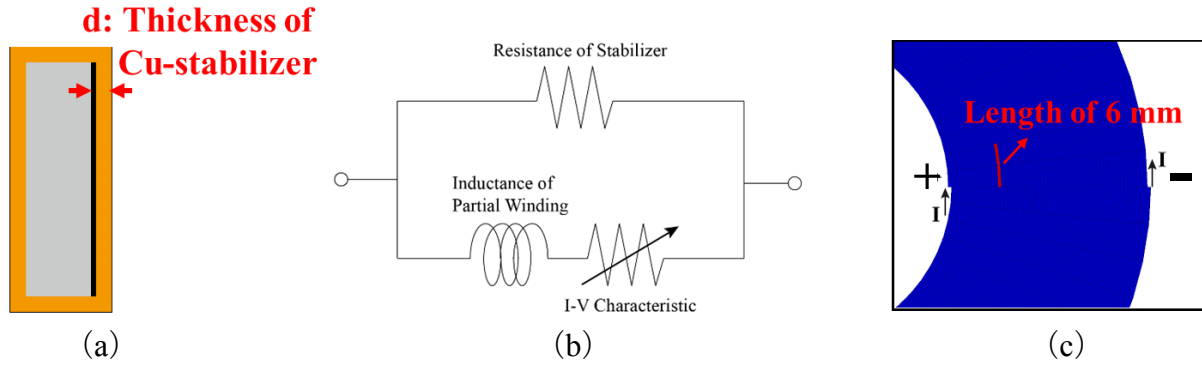 d: Thickness of
Cu-stabilizer
(a)
Resistance of Stabilizer
Inductance of
Partial Winding
I-V Characteristic
(b)
Length of 6 mm
+
I
I
-
(c)